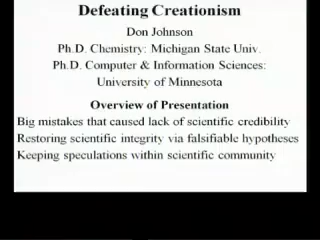 Defeating Creationism
Don Johnson
Ph.D. Chemistry: Michigan State Univ.
Ph.D. Computer & Information Sciences:
University of Minnesota
Overview of Presentation
Big mistakes that caused lack of scientific credibility
Restoring scientific integrity via falsifiable hypotheses
Keeping speculations within scientific community